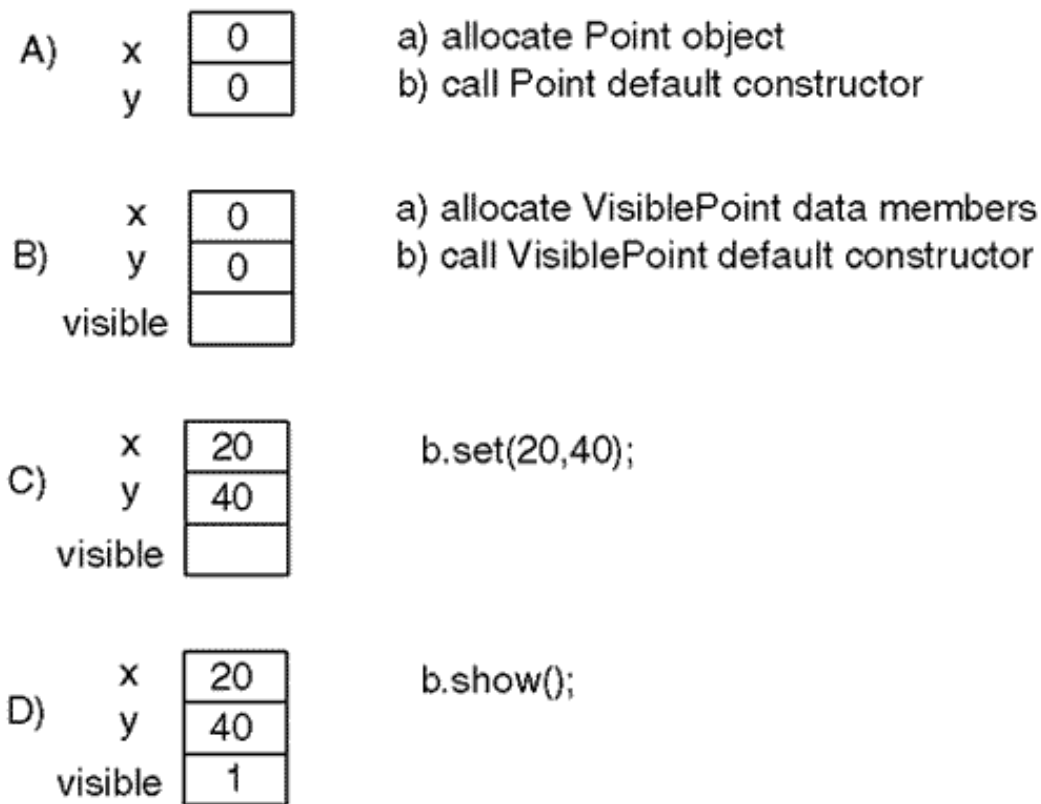 A) x 0 a) allocate Point object
y 0 b) call Point default constructor
x 0 a) allocate VisiblePoint data members
B) y 0 b) call VisiblePoint default constructor
visible
x 20 b.set(20,40);
C) y 40
visible
x 20 b.show();
D) y 40
visible 1